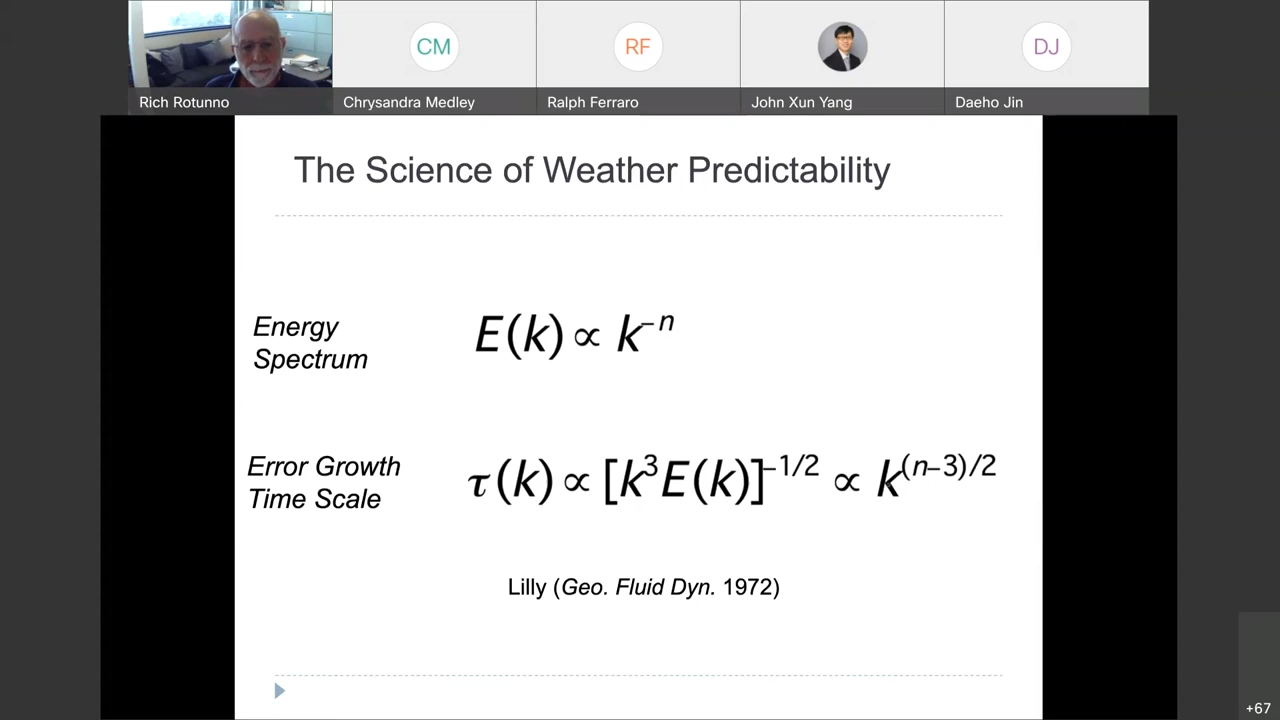 CM
RF
DJ
Rich Rotunno
Chrysandra Medley
Ralph Ferraro
John Xun Yang
Daeho Jin
The Science of Weather Predictability
Energy
Spectrum
E(k) ∝ k⁻ⁿ
Error Growth
Time Scale
τ(k) ∝ [k³E(k)]^{-1/2} ∝ k^{(n-3)/2}
Lilly (Geo. Fluid Dyn. 1972)
+67